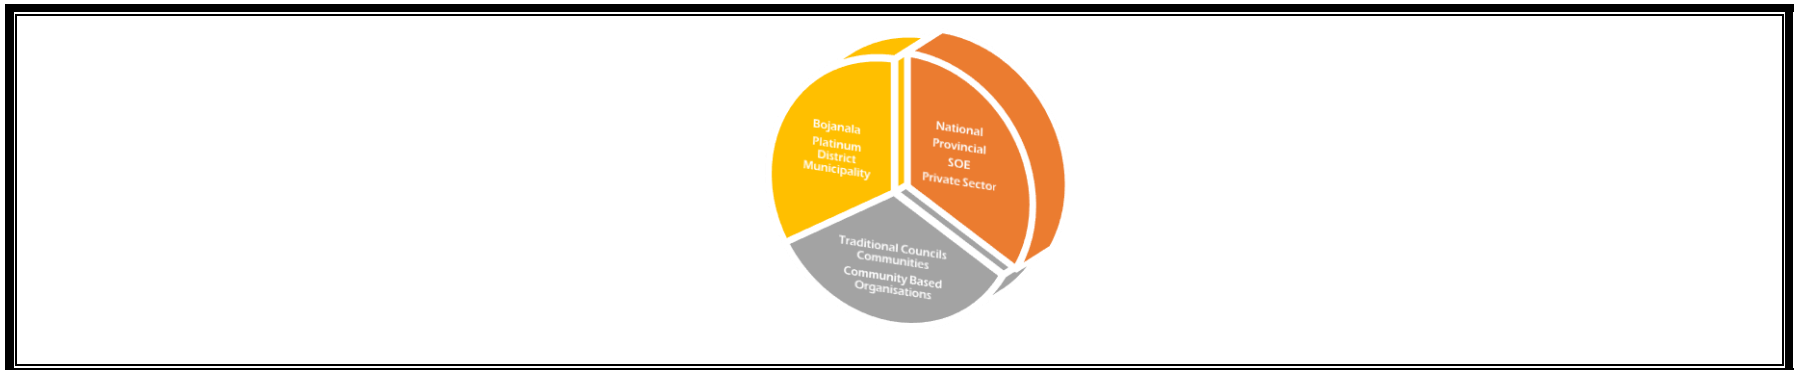 Bojanala
Platinum
District
Municipality
National
Provincial
SOE
Private Sector
Traditional Councils
Communities
Community Based
Organisations